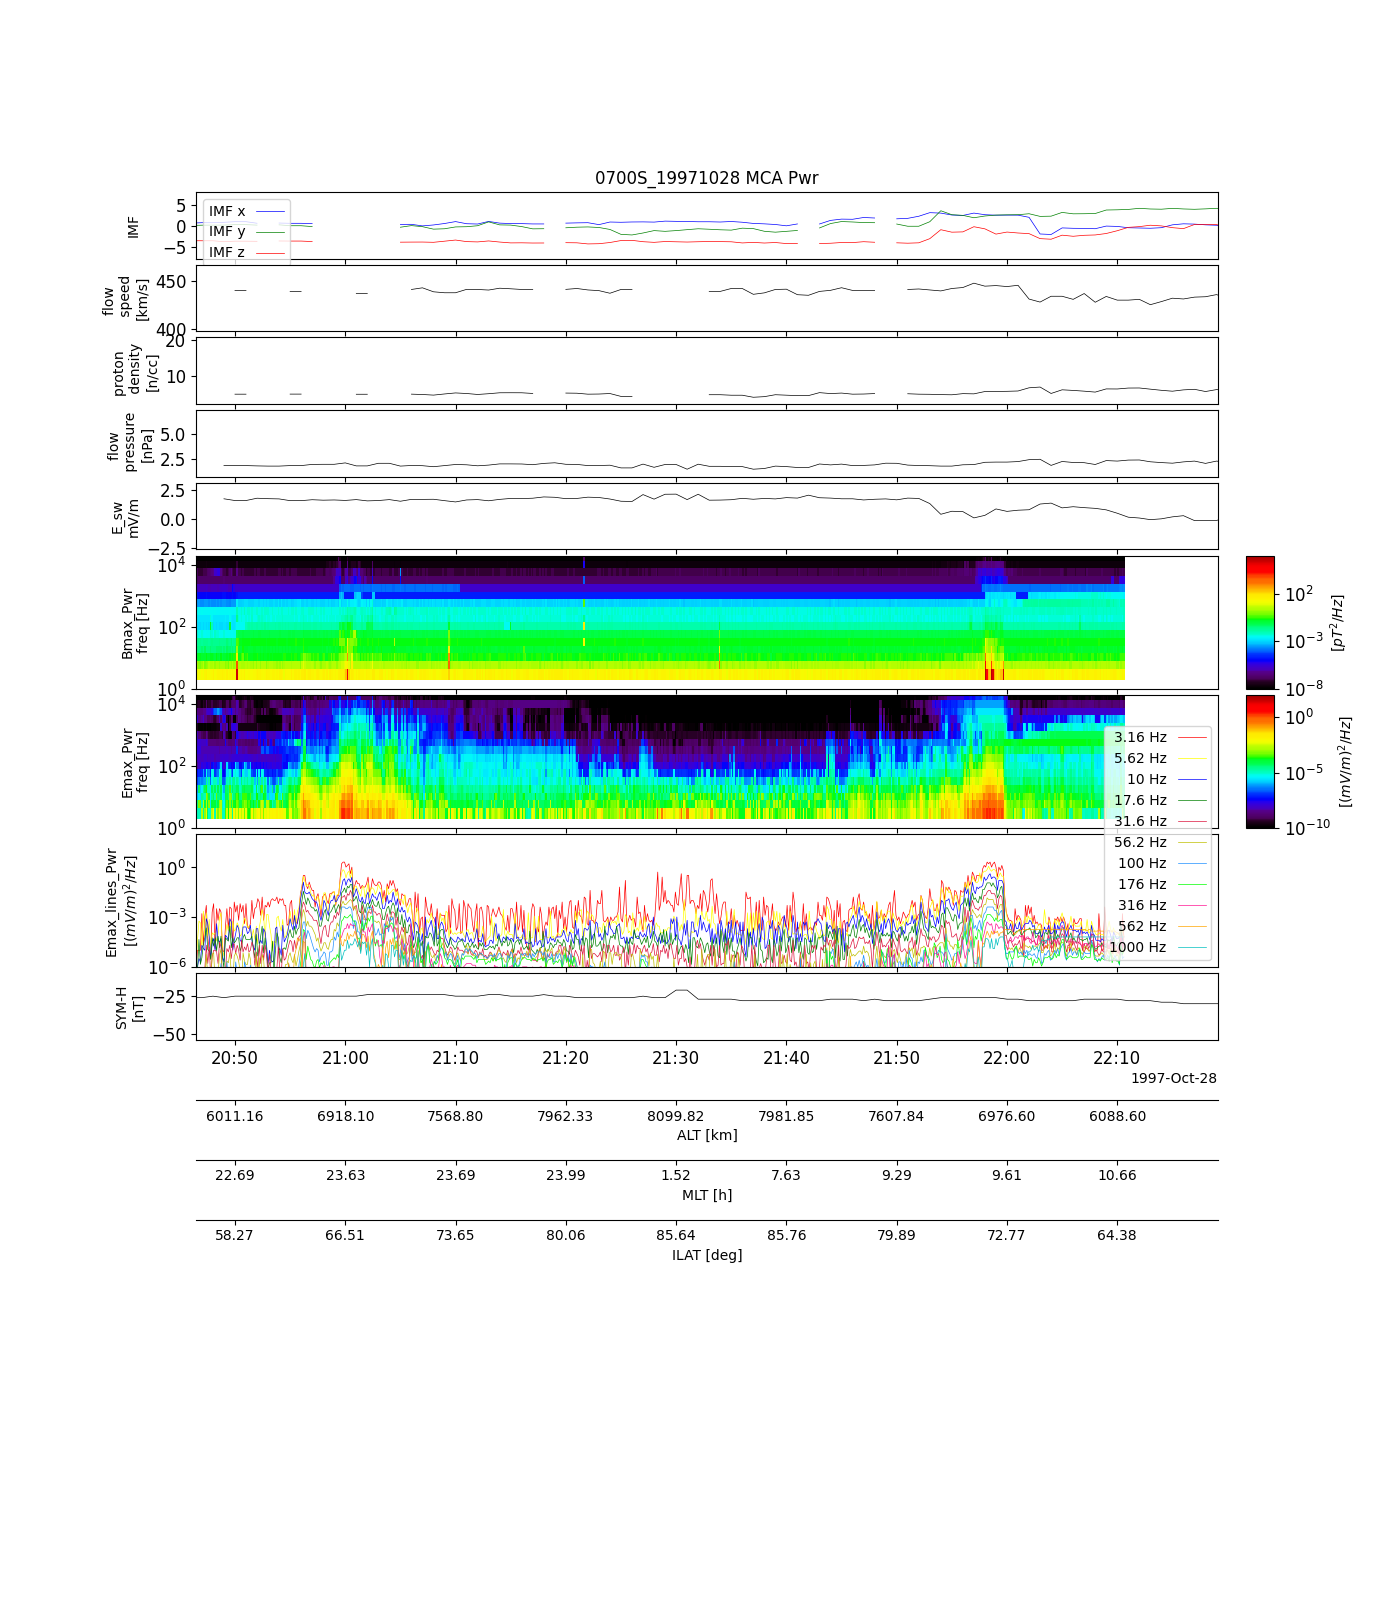 0700S_19971028 MCA Pwr
5
0
−5
IMF
IMF x
IMF y
IMF z
450
400
flow
speed
[km/s]
20
10
proton
density
[n/cc]
5.0
2.5
flow
pressure
[nPa]
2.5
0.0
−2.5
E_sw
mV/m
10^4
10^2
10^0
Bmax_Pwr
freq [Hz]
10^2
10^−3
10^−8
[pT^2/Hz]
10^4
10^2
10^0
Emax_Pwr
freq [Hz]
10^0
10^−5
10^−10
[(mV/m)^2/Hz]
3.16 Hz
5.62 Hz
10 Hz
17.6 Hz
31.6 Hz
56.2 Hz
100 Hz
176 Hz
316 Hz
562 Hz
1000 Hz
10^0
10^−3
10^−6
Emax_lines_Pwr
[(mV/m)^2/Hz]
−25
−50
SYM-H
[nT]
20:50 21:00 21:10 21:20 21:30 21:40 21:50 22:00 22:10
1997-Oct-28
6011.16 6918.10 7568.80 7962.33 8099.82 7981.85 7607.84 6976.60 6088.60
ALT [km]
22.69 23.63 23.69 23.99 1.52 7.63 9.29 9.61 10.66
MLT [h]
58.27 66.51 73.65 80.06 85.64 85.76 79.89 72.77 64.38
ILAT [deg]